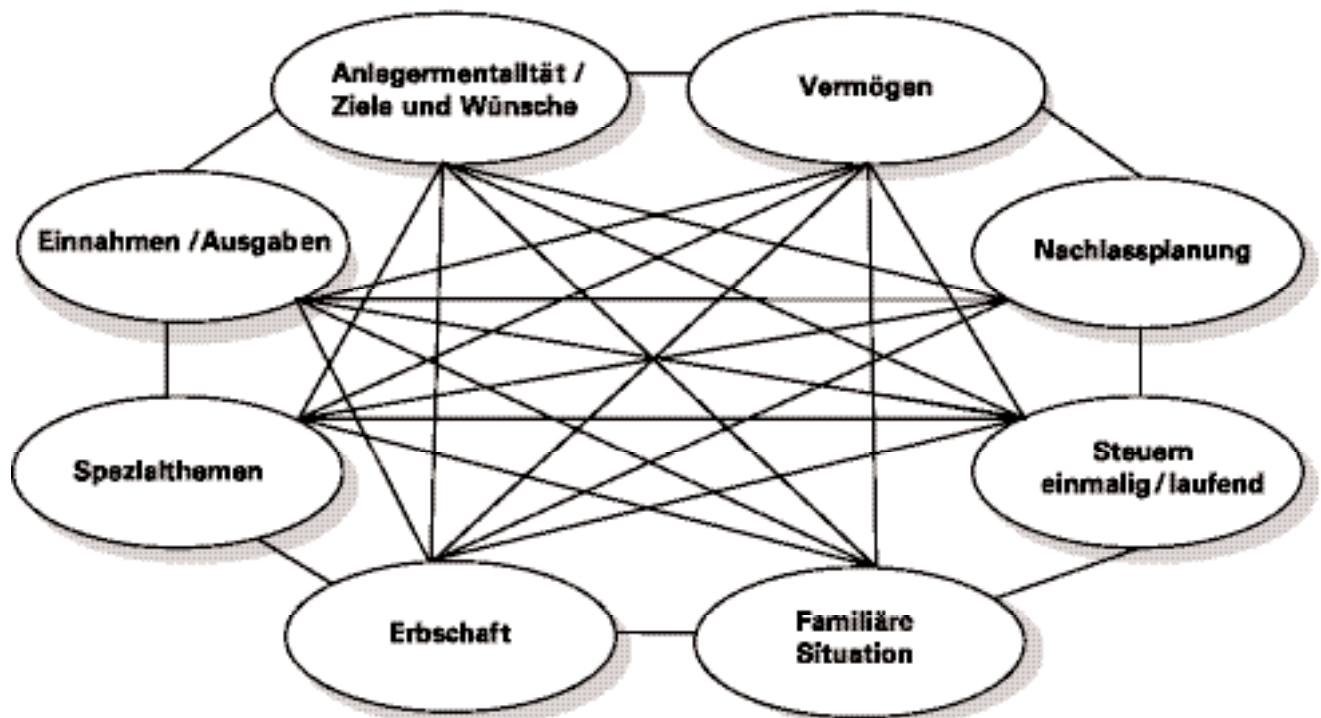 Anlegermentalität /
Ziele und Wünsche
Vermögen
Einnahmen / Ausgaben
Nachlassplanung
Spezialthemen
Steuern
einmalig / laufend
Erbschaft
Familiäre
Situation